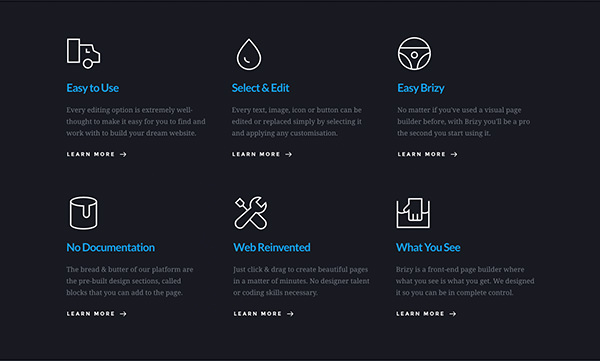 Easy to Use
Every editing option is extremely well-
thought to make it easy for you to find and
work with to build your dream website.
LEARN MORE →
Select & Edit
Every text, image, icon or button can be
edited or replaced simply by selecting it
and applying any customisation.
LEARN MORE →
Easy Brizy
No matter if you've used a visual page
builder before, with Brizy you'll be a pro
the second you start using it.
LEARN MORE →
No Documentation
The bread & butter of our platform are
the pre-built design sections, called
blocks that you can add to the page.
LEARN MORE →
Web Reinvented
Just click & drag to create beautiful pages
in a matter of minutes. No designer talent
or coding skills necessary.
LEARN MORE →
What You See
Brizy is a front-end page builder where
what you see is what you get. We designed
it so you can be in complete control.
LEARN MORE →